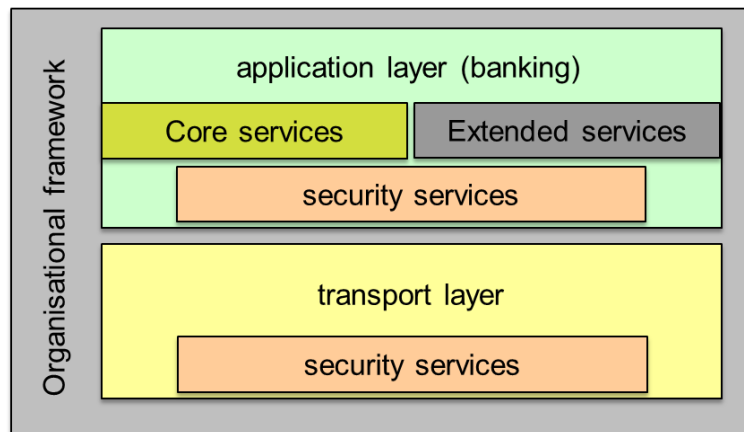 Organisational framework
application layer (banking)
Core services
Extended services
security services
transport layer
security services